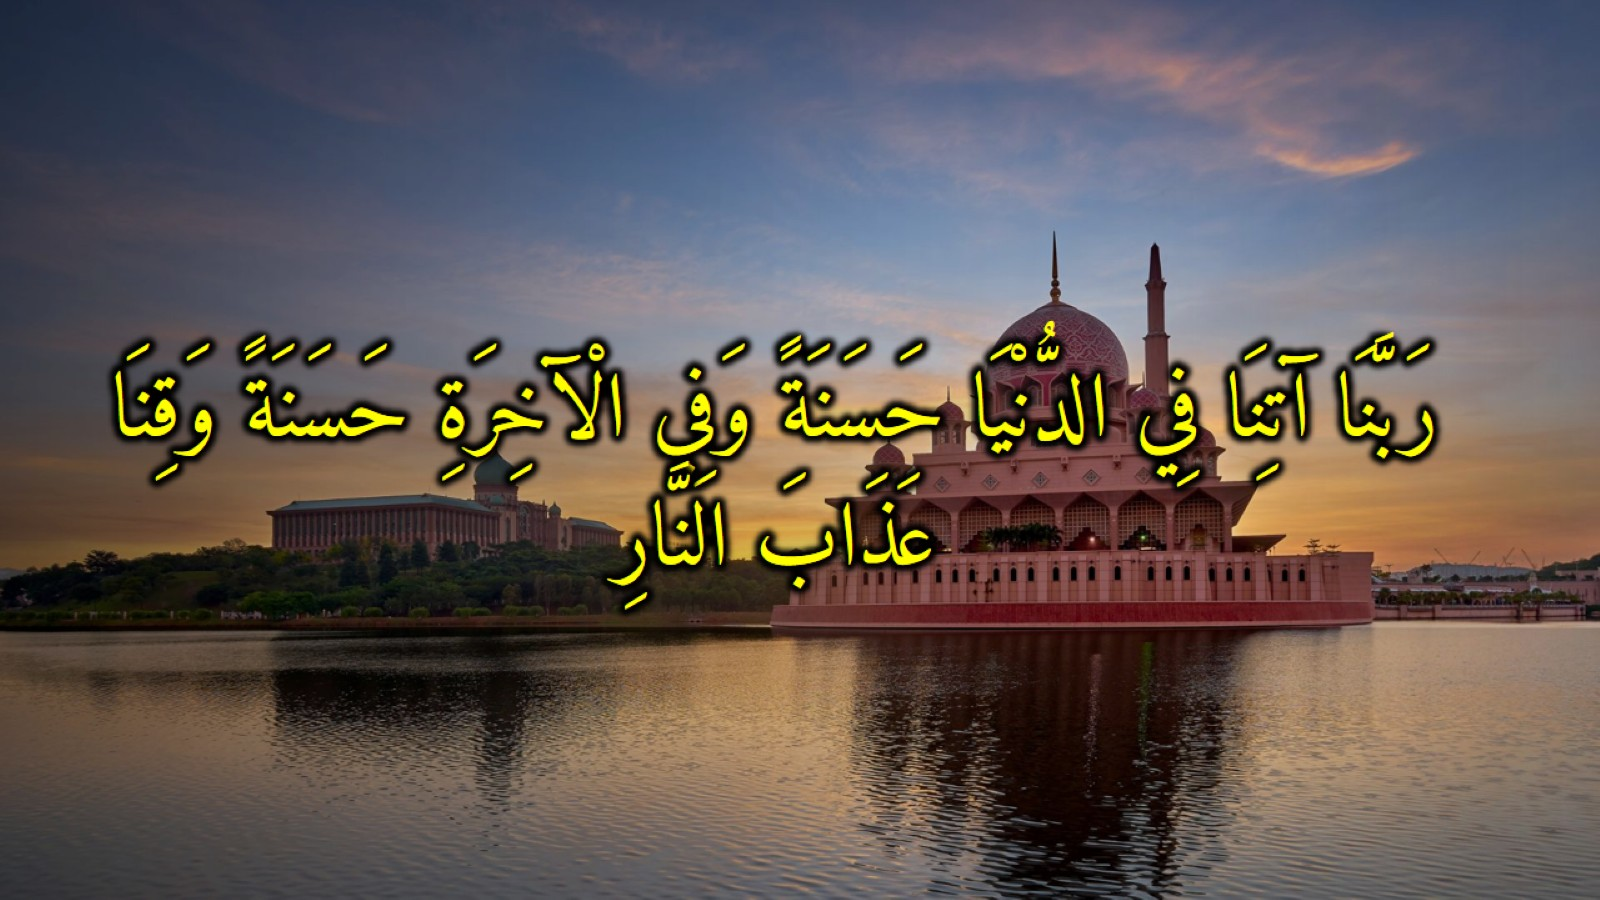 رَبَّنَا آتِنَا فِي الدُّنْيَا حَسَنَةً وَفِي الْآخِرَةِ حَسَنَةً وَقِنَا
عَذَابَ النَّارِ